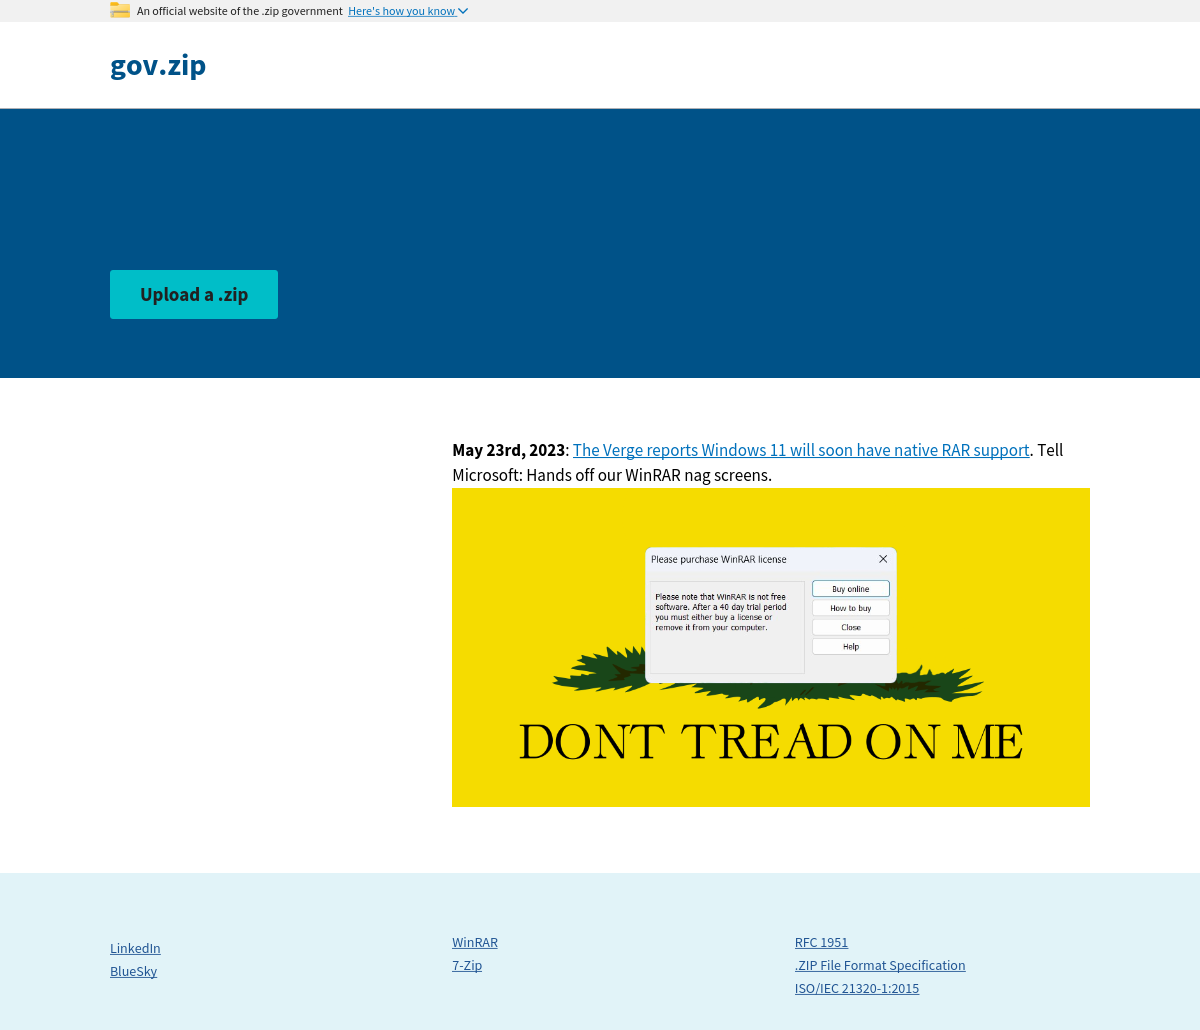 An official website of the .zip government Here's how you know
gov.zip
Upload a .zip
May 23rd, 2023: The Verge reports Windows 11 will soon have native RAR support. Tell
Microsoft: Hands off our WinRAR nag screens.
Please purchase WinRAR license
Please note that WinRAR is not free
software. After a 40 day trial period
you must either buy a license or
remove it from your computer.
Buy online
How to buy
Close
Help
DONT TREAD ON ME
LinkedIn
BlueSky
WinRAR
7-Zip
RFC 1951
.ZIP File Format Specification
ISO/IEC 21320-1:2015